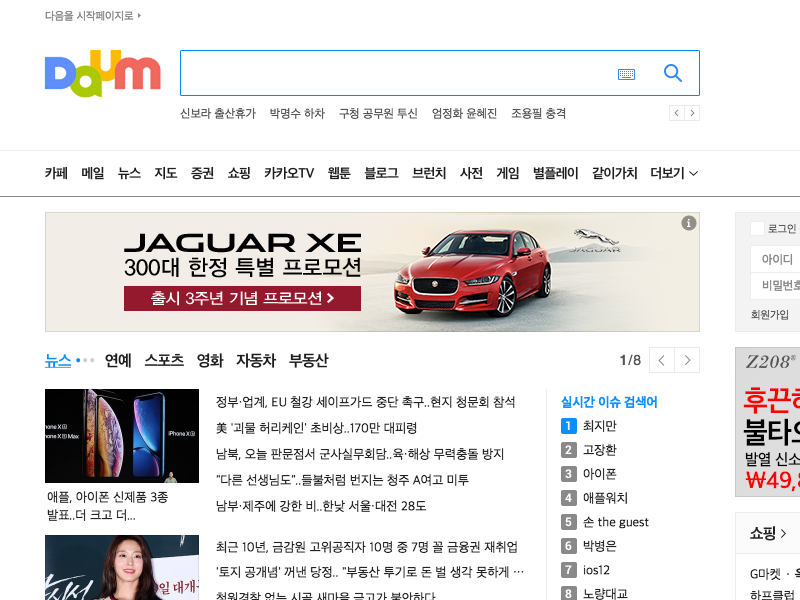 다음을 시작페이지로
Daum
신보라 출산휴가 박명수 하차 구청 공무원 투신 엄정화 윤혜진 조용필 충격
카페 메일 뉴스 지도 증권 쇼핑 카카오TV 웹툰 블로그 브런치 사전 게임 별플레이 같이가치 더보기
JAGUAR XE
300대 한정 특별 프로모션
출시 3주년 기념 프로모션 >
JAGUAR
로그인
아이디
비밀번호
회원가입
뉴스 연예 스포츠 영화 자동차 부동산
1/8
iPhone XS
iPhone XS Max
iPhone XR
애플, 아이폰 신제품 3종
발표..더 크고 더...
정부·업계, EU 철강 세이프가드 중단 촉구..현지 청문회 참석
美 '괴물 허리케인' 초비상..170만 대피령
남북, 오늘 판문점서 군사실무회담..육·해상 무력충돌 방지
"다른 선생님도"..들불처럼 번지는 청주 A여고 미투
남부·제주에 강한 비..한낮 서울·대전 28도
최근 10년, 금감원 고위공직자 10명 중 7명 꼴 금융권 재취업
'토지 공개념' 꺼낸 당정.. "부동산 투기로 돈 벌 생각 못하게 ···
청원경찰 없는 시골 새마을 금고가 불안하다
실시간 이슈 검색어
1 최지만
2 고장환
3 아이폰
4 애플워치
5 손 the guest
6 박병은
7 ios12
8 노량대교
Z208
후끈
불타오
발열 신소
₩49,8
쇼핑 >
G마켓 ·
하프클럽